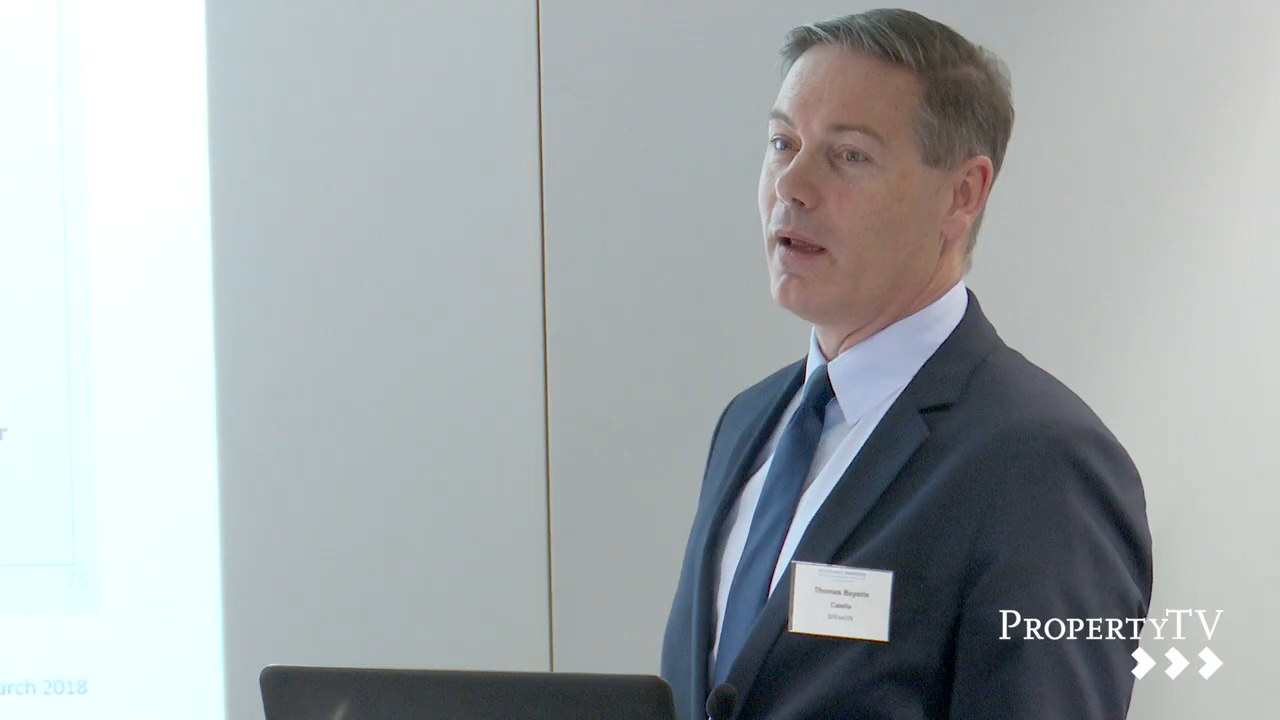 r
arch 2018
Thomas Beyerle
Catella
SPEAKER
PROPERTYTV